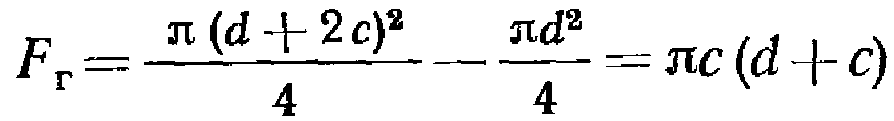 F_г = π (d + 2c)² / 4 − πd² / 4 = πc (d + c)